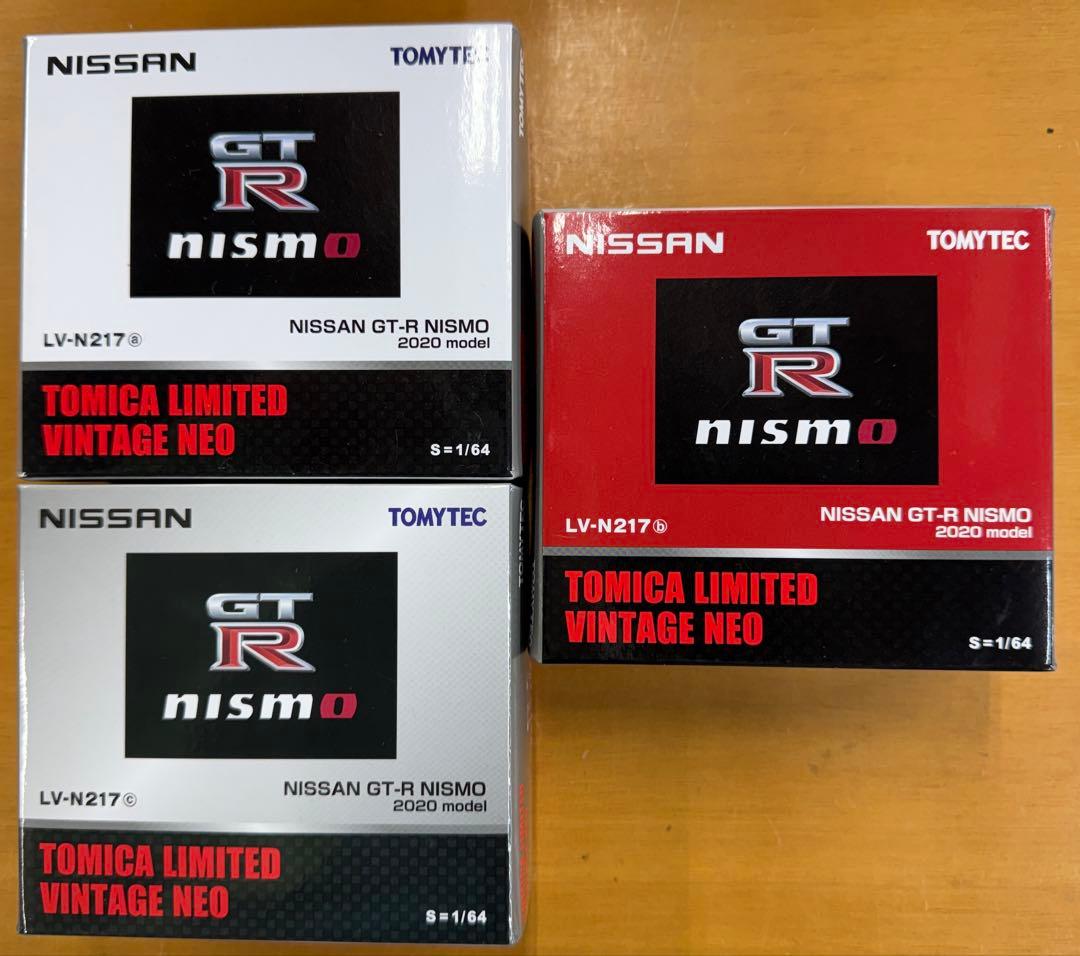 NISSAN TOMYTEC
GT
R
nismo
LV-N217ⓐ NISSAN GT-R NISMO
2020 model
TOMICA LIMITED
VINTAGE NEO
S=1/64
TOMYTEC
NISSAN TOMYTEC
GT
R
nismo
LV-N217ⓑ NISSAN GT-R NISMO
2020 model
TOMICA LIMITED
VINTAGE NEO
S=1/64
NISSAN TOMYTEC
GT
R
nismo
LV-N217ⓒ NISSAN GT-R NISMO
2020 model
TOMICA LIMITED
VINTAGE NEO
S=1/64
TOMYTEC